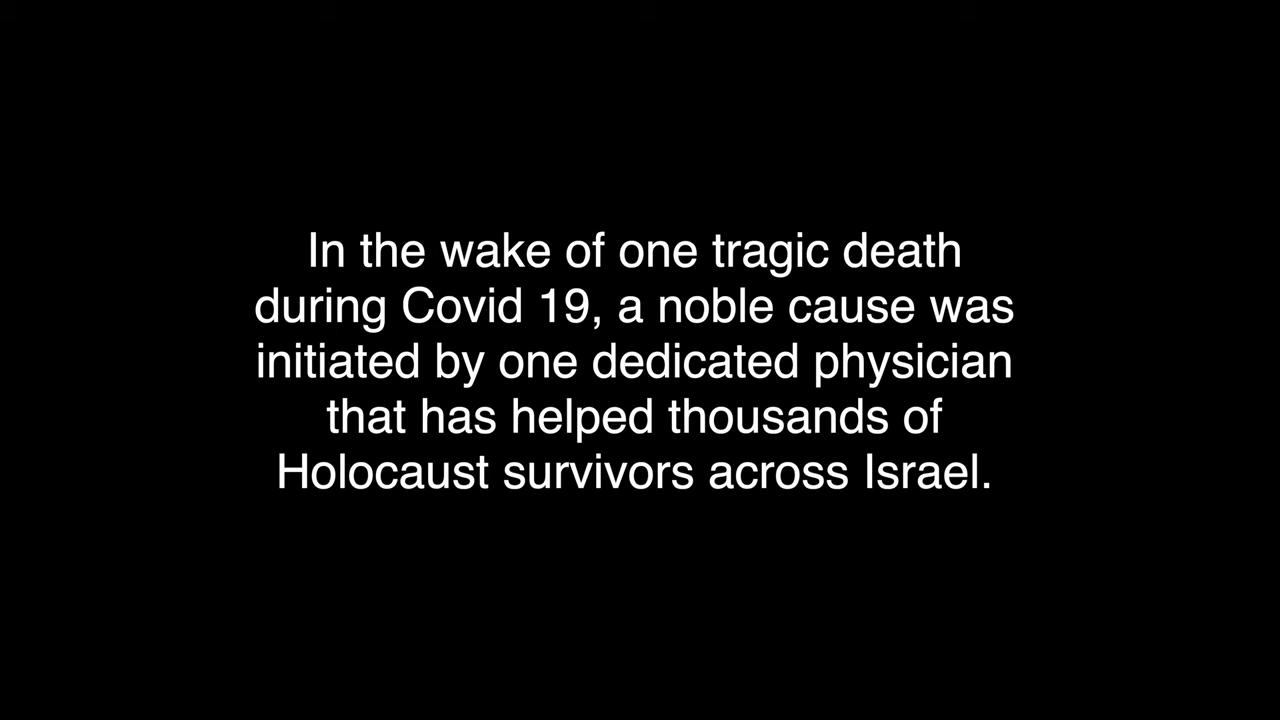 In the wake of one tragic death
during Covid 19, a noble cause was
initiated by one dedicated physician
that has helped thousands of
Holocaust survivors across Israel.